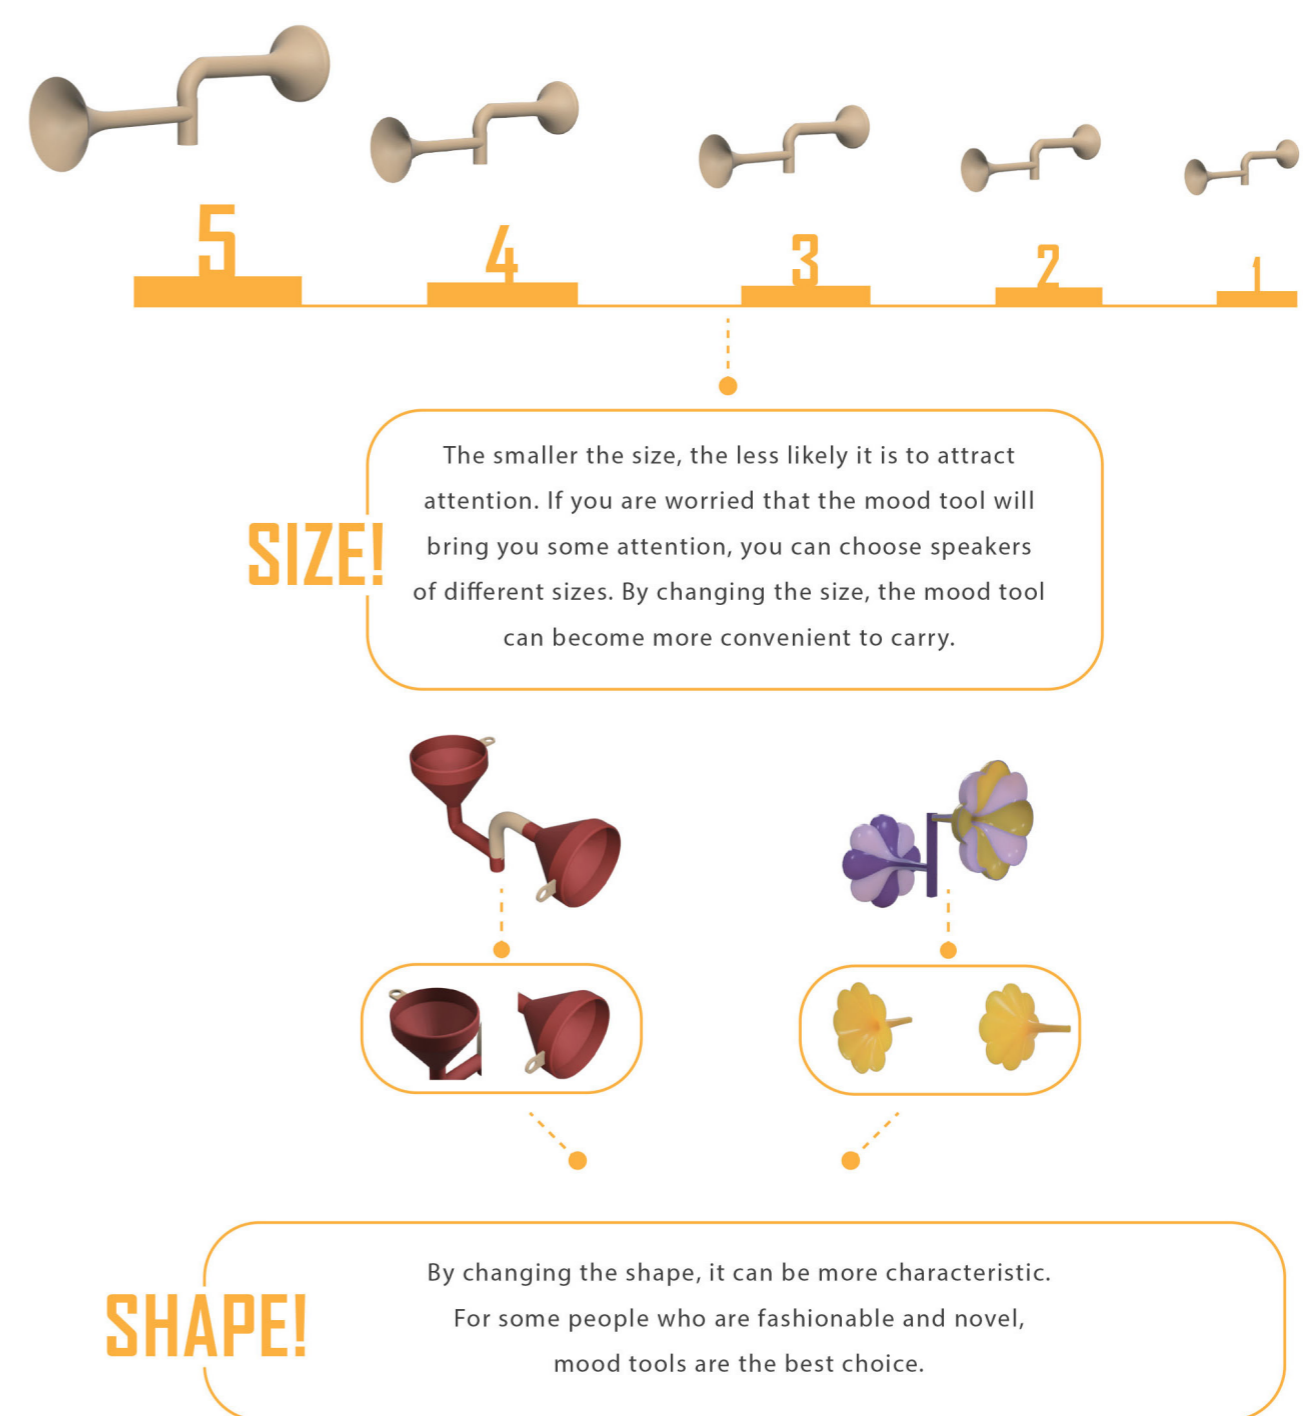 5
4
3
2
1
The smaller the size, the less likely it is to attract
attention. If you are worried that the mood tool will
bring you some attention, you can choose speakers
of different sizes. By changing the size, the mood tool
can become more convenient to carry.
SIZE!
By changing the shape, it can be more characteristic.
For some people who are fashionable and novel,
mood tools are the best choice.
SHAPE!